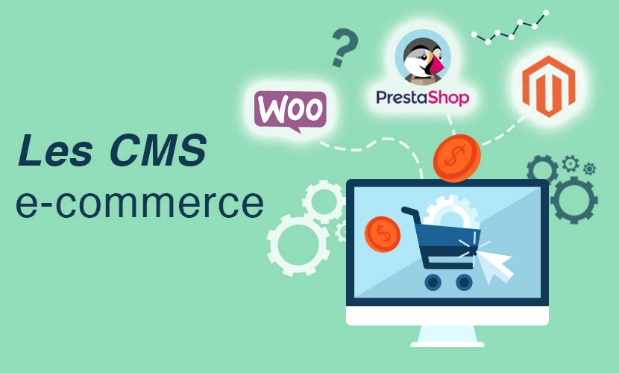 Les CMS
e-commerce
?
WOO
PrestaShop
$
$